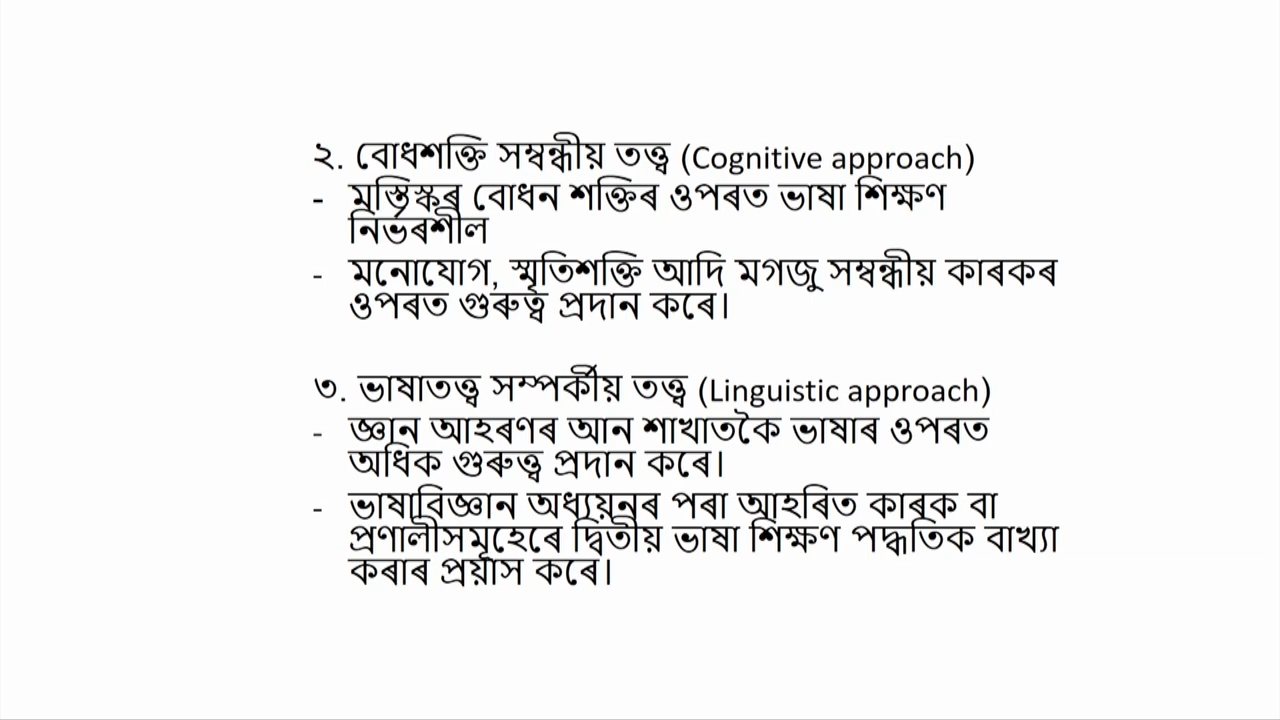 ২. বোধশক্তি সম্বন্ধীয় তত্ত্ব (Cognitive approach)
- মস্তিস্কৰ বোধন শক্তিৰ ওপৰত ভাষা শিক্ষণ
নিৰ্ভৰশীল
- মনোযোগ, স্মৃতিশক্তি আদি মগজু সম্বন্ধীয় কাৰকৰ
ওপৰত গুৰুত্ব প্ৰদান কৰে।
৩. ভাষাতত্ত্ব সম্পৰ্কীয় তত্ত্ব (Linguistic approach)
- জ্ঞান আহৰণৰ আন শাখাতকৈ ভাষাৰ ওপৰত
অধিক গুৰুত্ত্ব প্ৰদান কৰে।
- ভাষাবিজ্ঞান অধ্যয়নৰ পৰা আহৰিত কাৰক বা
প্ৰণালীসমূহেৰে দ্বিতীয় ভাষা শিক্ষণ পদ্ধতিক বাখ্যা
কৰাৰ প্ৰয়াস কৰে।